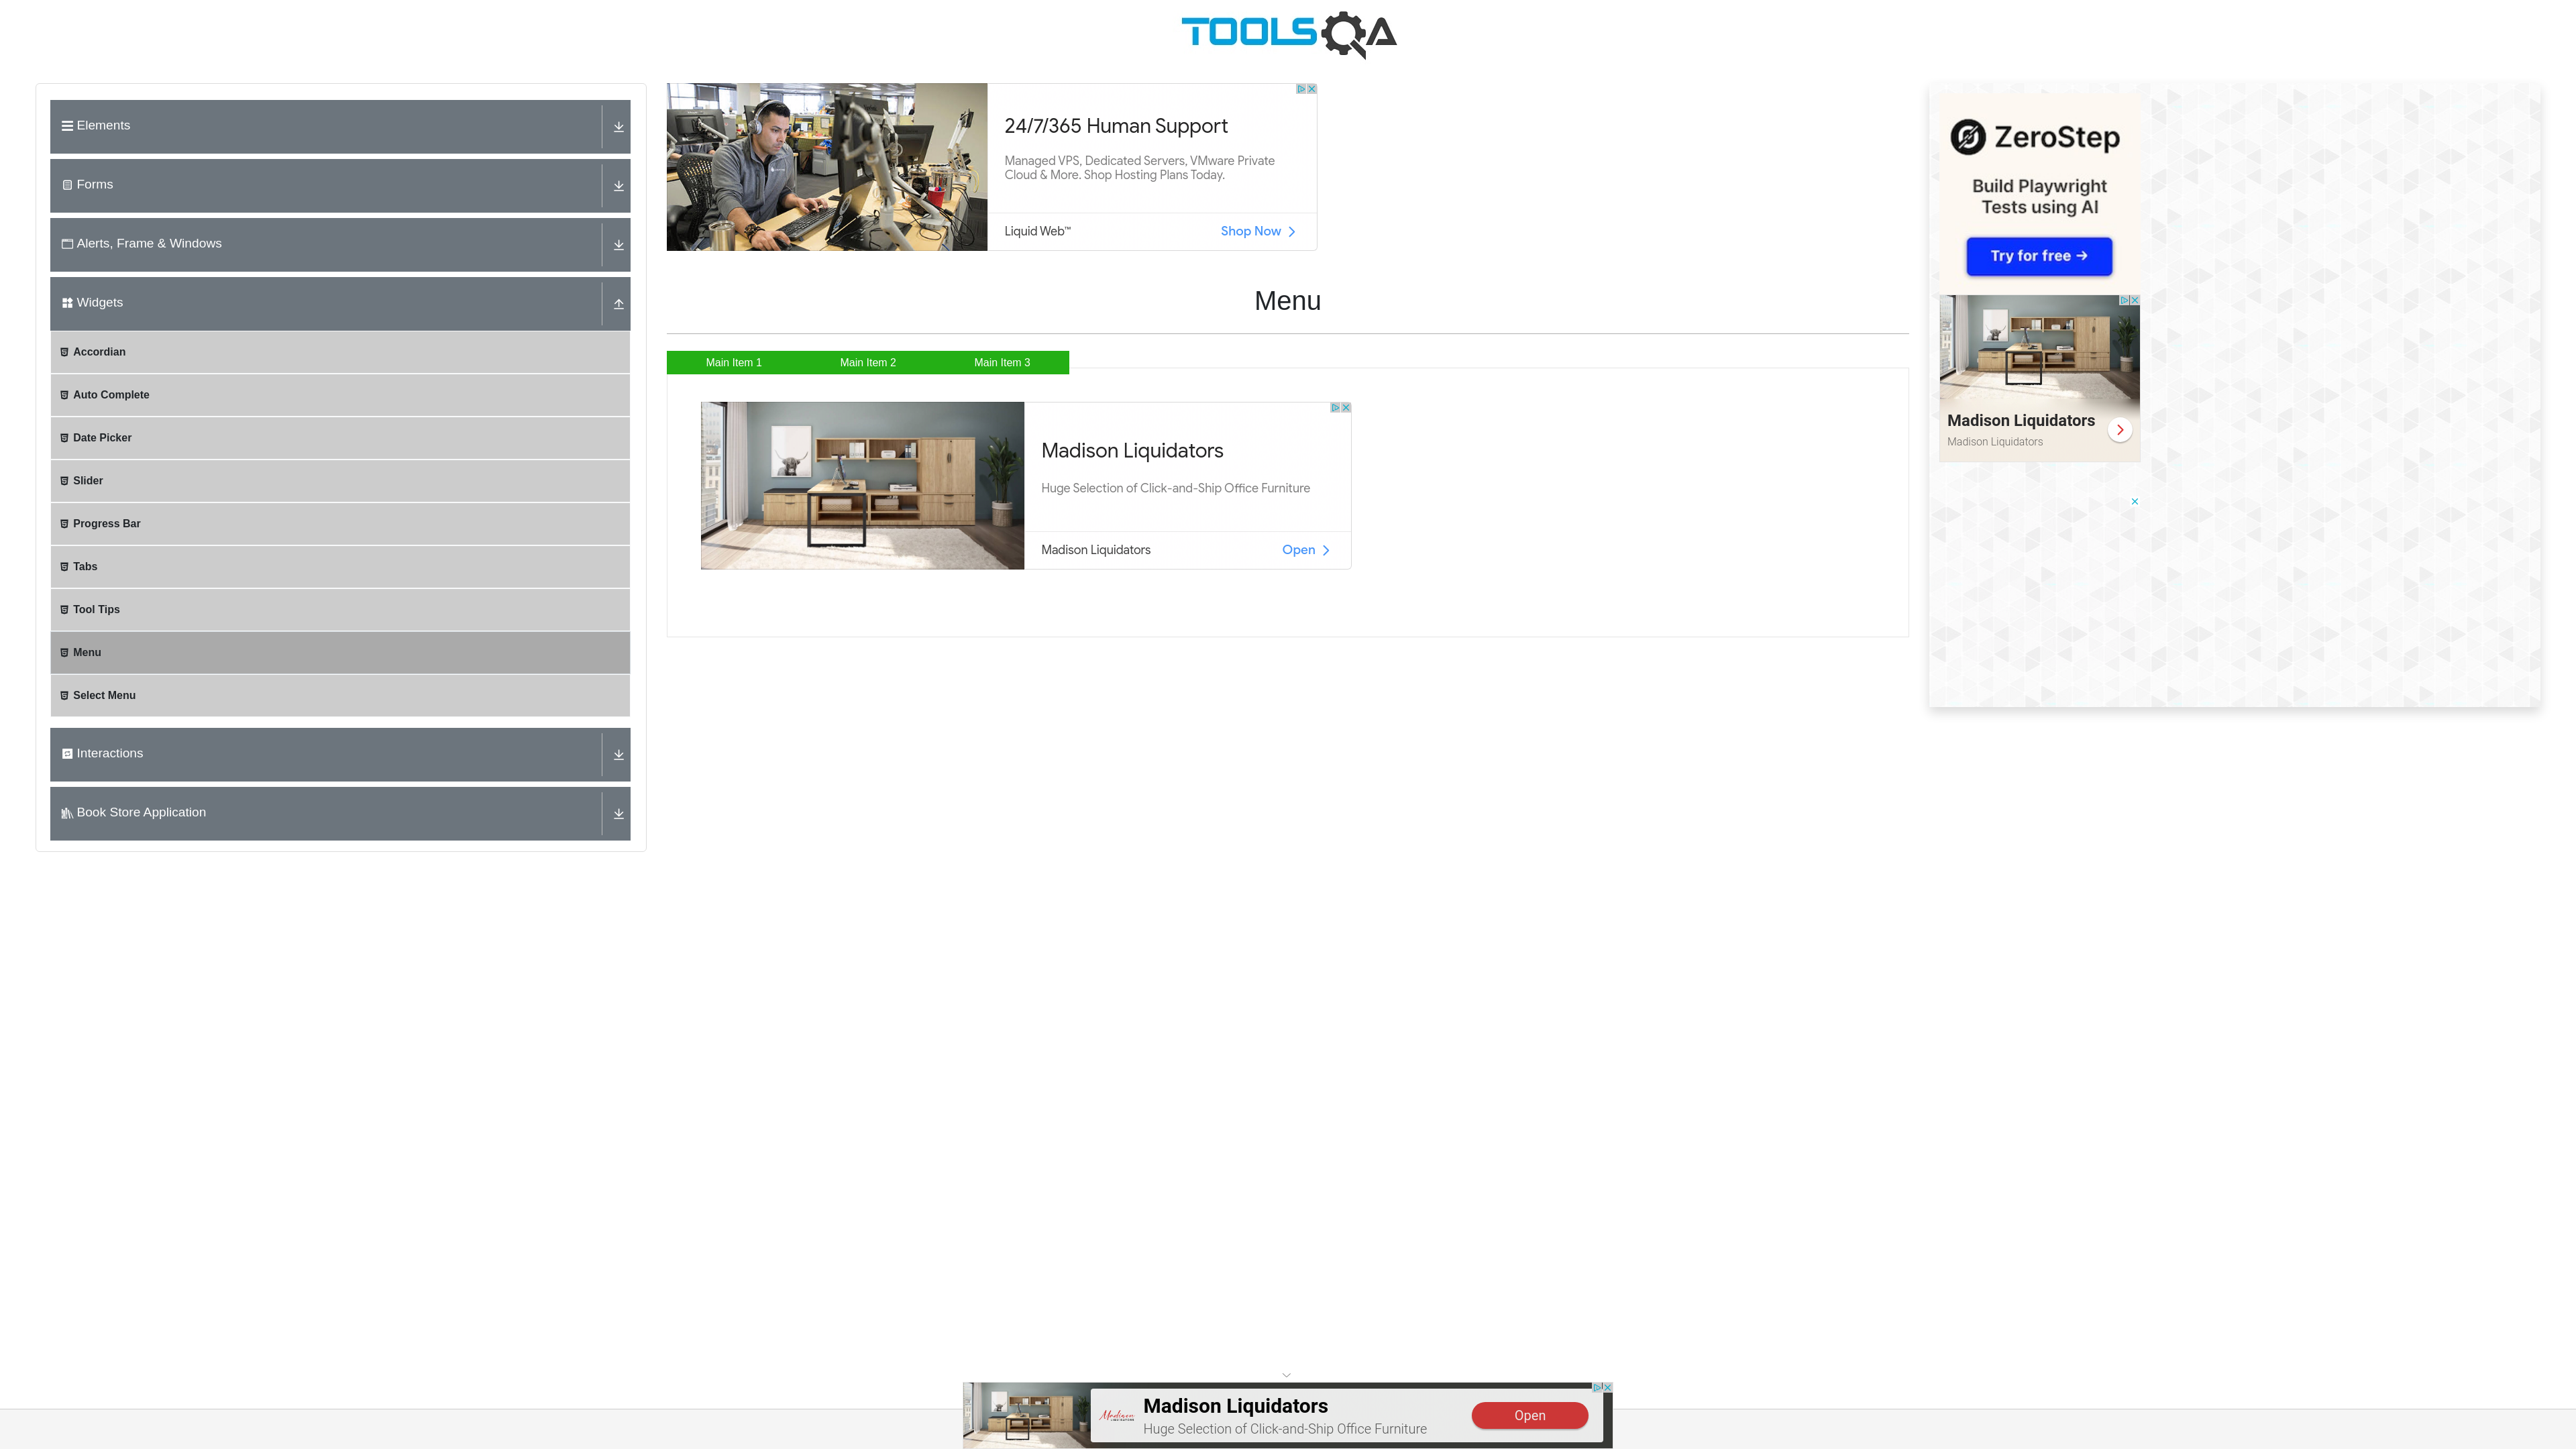 TOOLSQA
Elements
Forms
Alerts, Frame & Windows
Widgets
Accordian
Auto Complete
Date Picker
Slider
Progress Bar
Tabs
Tool Tips
Menu
Select Menu
Interactions
Book Store Application
24/7/365 Human Support
Managed VPS, Dedicated Servers, VMware Private
Cloud & More. Shop Hosting Plans Today.
Liquid Web™
Shop Now
Menu
Main Item 1
Main Item 2
Main Item 3
Madison Liquidators
Huge Selection of Click-and-Ship Office Furniture
Madison Liquidators
Open
ZeroStep
Build Playwright
Tests using AI
Try for free →
Madison Liquidators
Madison Liquidators
Madison
LIQUIDATORS
Madison Liquidators
Huge Selection of Click-and-Ship Office Furniture
Open